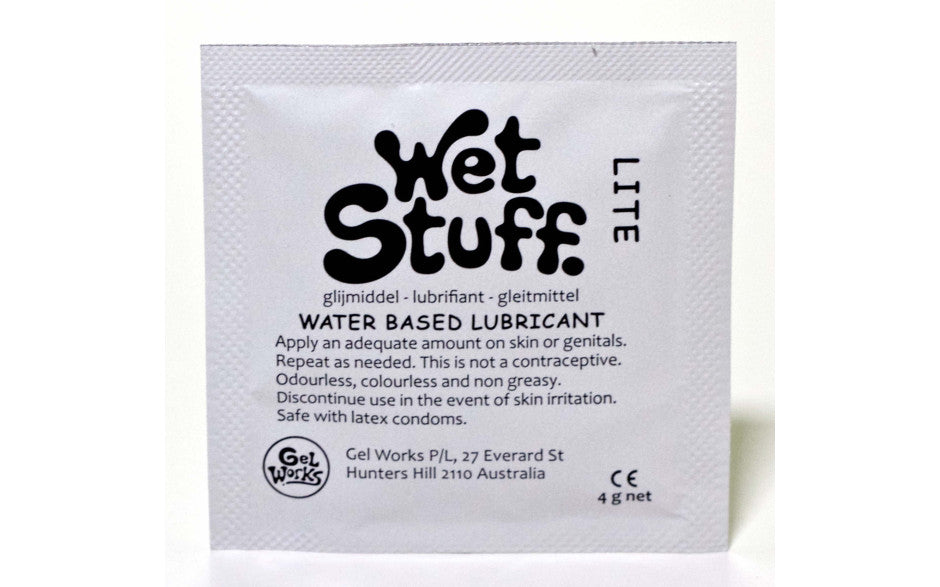 Wet
Stuff.
LITE
glijmiddel - lubrifiant - gleitmittel
WATER BASED LUBRICANT
Apply an adequate amount on skin or genitals.
Repeat as needed. This is not a contraceptive.
Odourless, colourless and non greasy.
Discontinue use in the event of skin irritation.
Safe with latex condoms.
Gel
Works
Gel Works P/L, 27 Everard St
Hunters Hill 2110 Australia
CE
4 g net